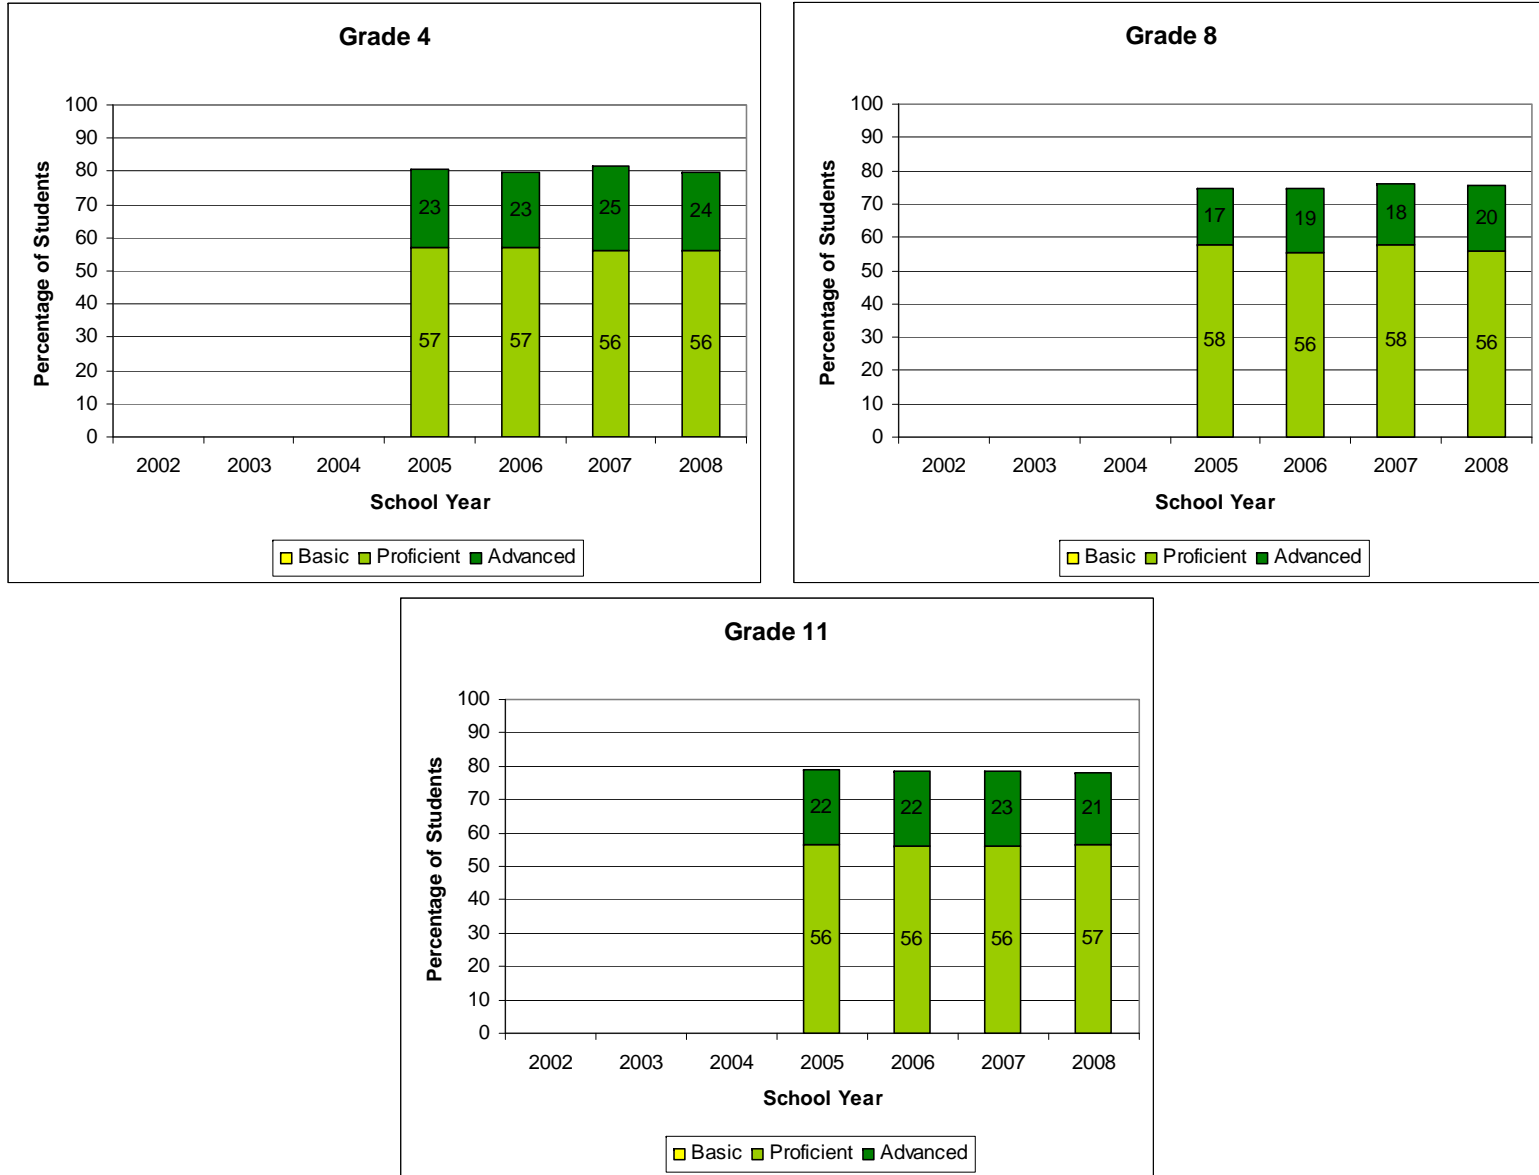 Grade 4
Percentage of Students
100
90
80
70
60
50
40
30
20
10
0
23 23 25 24
57 57 56 56
2002 2003 2004 2005 2006 2007 2008
School Year
Basic Proficient Advanced
Grade 8
Percentage of Students
100
90
80
70
60
50
40
30
20
10
0
17 19 18 20
58 56 58 56
2002 2003 2004 2005 2006 2007 2008
School Year
Basic Proficient Advanced
Grade 11
Percentage of Students
100
90
80
70
60
50
40
30
20
10
0
22 22 23 21
56 56 56 57
2002 2003 2004 2005 2006 2007 2008
School Year
Basic Proficient Advanced